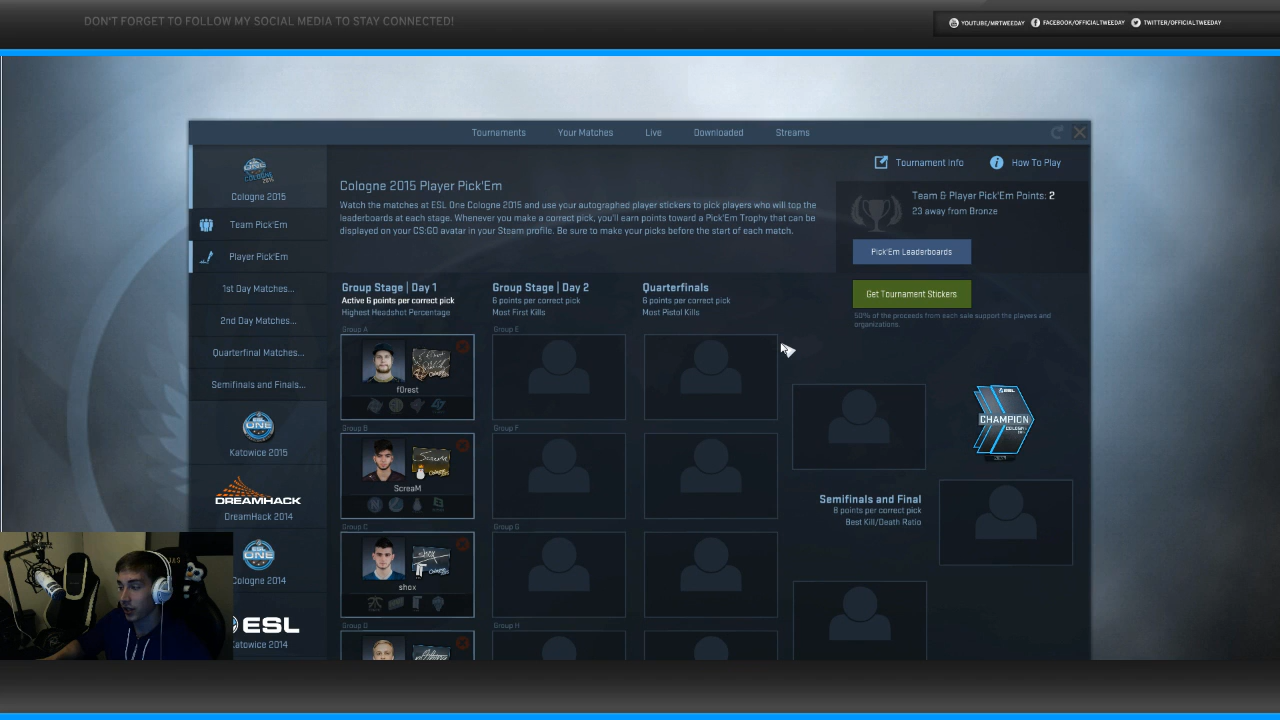 DON'T FORGET TO FOLLOW MY SOCIAL MEDIA TO STAY CONNECTED!
YOUTUBE/MRTWEEDAY FACEBOOK/OFFICIALTWEEDAY TWITTER/OFFICIALTWEEDAY
Tournaments Your Matches Live Downloaded Streams
Cologne 2015
Team Pick'Em
Player Pick'Em
1st Day Matches...
2nd Day Matches...
Quarterfinal Matches...
Semifinals and Finals...
Katowice 2015
DREAMHACK
DreamHack 2014
Cologne 2014
ESL
Katowice 2014
Tournament Info How To Play
Cologne 2015 Player Pick'Em
Watch the matches at ESL One Cologne 2015 and use your autographed player stickers to pick players who will top the
leaderboards at each stage. Whenever you make a correct pick, you'll earn points toward a Pick'Em Trophy that can be
displayed on your CS:GO avatar in your Steam profile. Be sure to make your picks before the start of each match.
Team & Player Pick'Em Points: 2
23 away from Bronze
Pick'Em Leaderboards
Get Tournament Stickers
50% of the proceeds from each sale support the players and
organizations.
Group Stage | Day 1
Active 6 points per correct pick
Highest Headshot Percentage
Group A
f0rest
Group B
ScreaM
Group C
shox
Group D
Group Stage | Day 2
6 points per correct pick
Most First Kills
Group E
Group F
Group G
Group H
Quarterfinals
6 points per correct pick
Most Pistol Kills
Semifinals and Final
8 points per correct pick
Best Kill/Death Ratio
ESL
CHAMPION